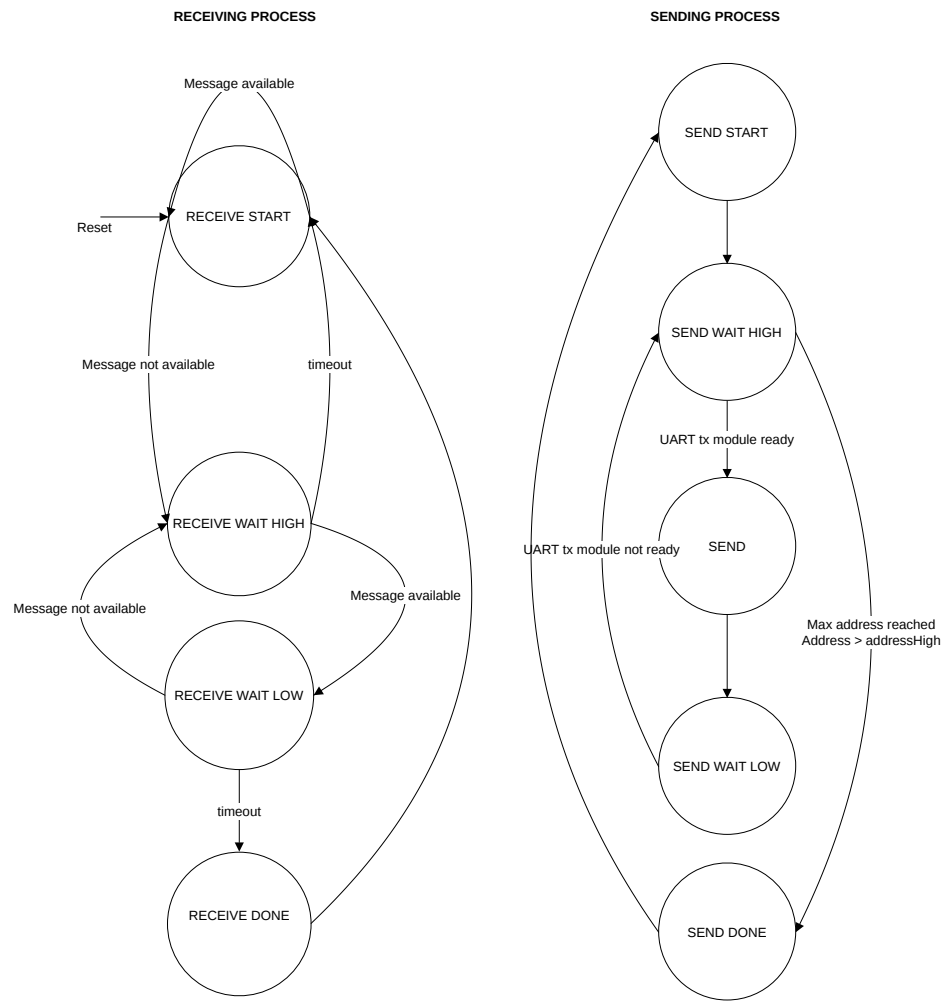 RECEIVING PROCESS
Message available
RECEIVE START
Reset
Message not available
timeout
RECEIVE WAIT HIGH
Message available
Message not available
RECEIVE WAIT LOW
timeout
RECEIVE DONE
SENDING PROCESS
SEND START
SEND WAIT HIGH
UART tx module ready
SEND
UART tx module not ready
Max address reached
Address > addressHigh
SEND WAIT LOW
SEND DONE